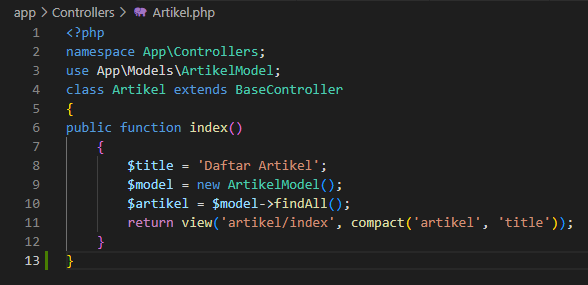 app > Controllers > Artikel.php
1 <?php
2 namespace App\Controllers;
3 use App\Models\ArtikelModel;
4 class Artikel extends BaseController
5 {
6 public function index()
7 {
8 $title = 'Daftar Artikel';
9 $model = new ArtikelModel();
10 $artikel = $model->findAll();
11 return view('artikel/index', compact('artikel', 'title'));
12 }
13 }